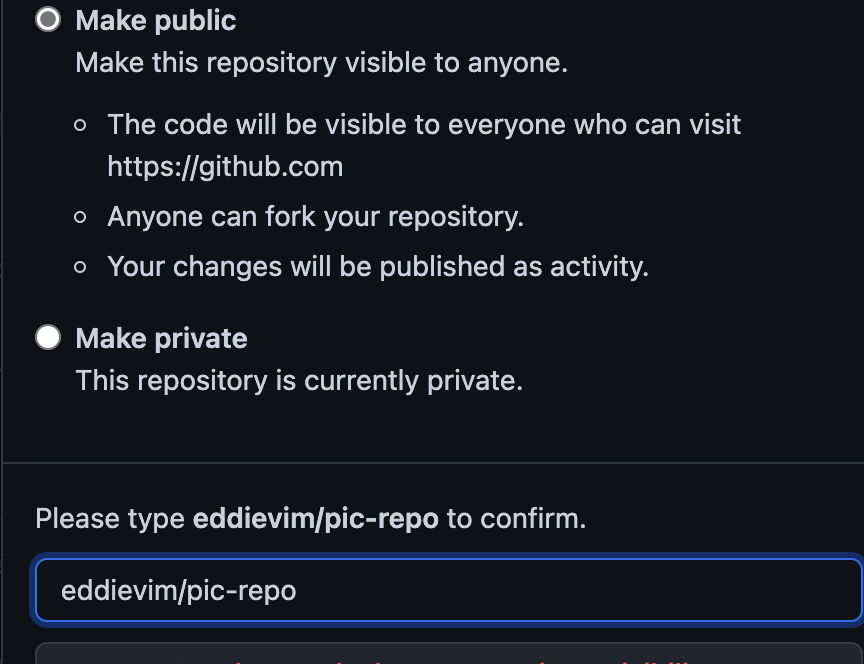 Make public
Make this repository visible to anyone.
The code will be visible to everyone who can visit
https://github.com
Anyone can fork your repository.
Your changes will be published as activity.
Make private
This repository is currently private.
Please type eddievim/pic-repo to confirm.
eddievim/pic-repo